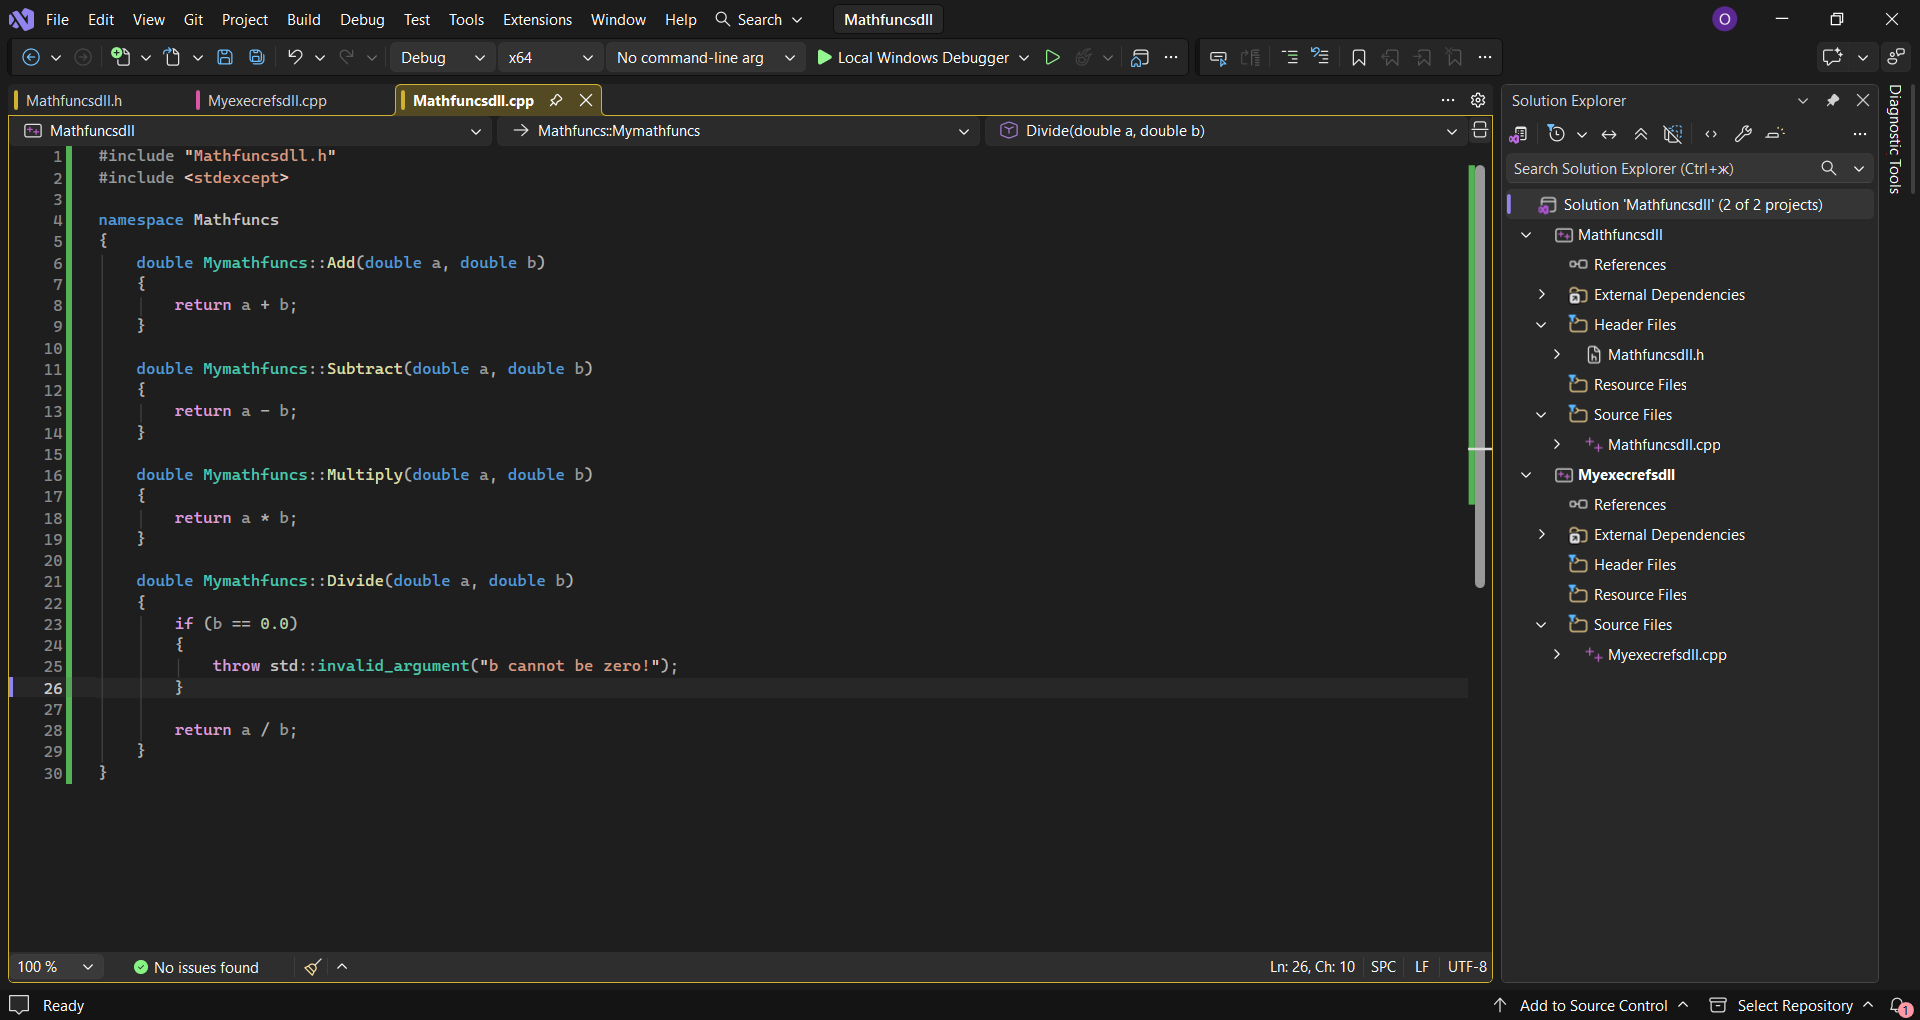 File Edit View Git Project Build Debug Test Tools Extensions Window Help Search Mathfuncsdll O
Debug x64 No command-line arg Local Windows Debugger
Mathfuncsdll.h Myexecrefsdll.cpp Mathfuncsdll.cpp
Mathfuncsdll Mathfuncs::Mymathfuncs Divide(double a, double b)
1 #include "Mathfuncsdll.h"
2 #include <stdexcept>
3
4 namespace Mathfuncs
5 {
6 double Mymathfuncs::Add(double a, double b)
7 {
8 return a + b;
9 }
10
11 double Mymathfuncs::Subtract(double a, double b)
12 {
13 return a - b;
14 }
15
16 double Mymathfuncs::Multiply(double a, double b)
17 {
18 return a * b;
19 }
20
21 double Mymathfuncs::Divide(double a, double b)
22 {
23 if (b == 0.0)
24 {
25 throw std::invalid_argument("b cannot be zero!");
26 }
27
28 return a / b;
29 }
30 }
100 % No issues found Ln: 26, Ch: 10 SPC LF UTF-8
Solution Explorer
Search Solution Explorer (Ctrl+ж)
Solution 'Mathfuncsdll' (2 of 2 projects)
Mathfuncsdll
References
External Dependencies
Header Files
Mathfuncsdll.h
Resource Files
Source Files
Mathfuncsdll.cpp
Myexecrefsdll
References
External Dependencies
Header Files
Resource Files
Source Files
Myexecrefsdll.cpp
Diagnostic Tools
Ready Add to Source Control Select Repository 1